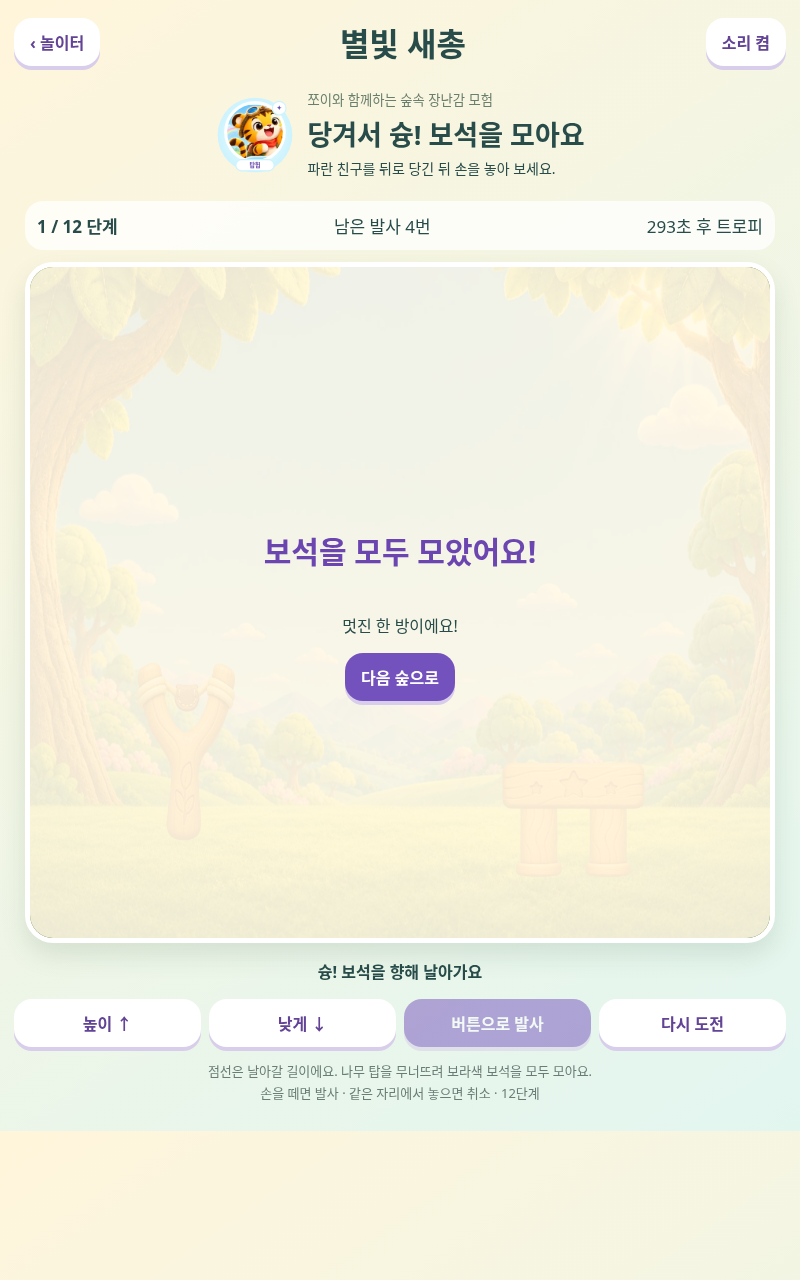 ‹ 놀이터
별빛 새총
소리 켬
쪼이와 함께하는 숲속 장난감 모험
당겨서 슝! 보석을 모아요
파란 친구를 뒤로 당긴 뒤 손을 놓아 보세요.
탐험
1 / 12 단계
남은 발사 4번
293초 후 트로피
보석을 모두 모았어요!
멋진 한 방이에요!
다음 숲으로
슝! 보석을 향해 날아가요
높이 ↑
낮게 ↓
버튼으로 발사
다시 도전
점선은 날아갈 길이에요. 나무 탑을 무너뜨려 보라색 보석을 모두 모아요.
손을 떼면 발사 · 같은 자리에서 놓으면 취소 · 12단계